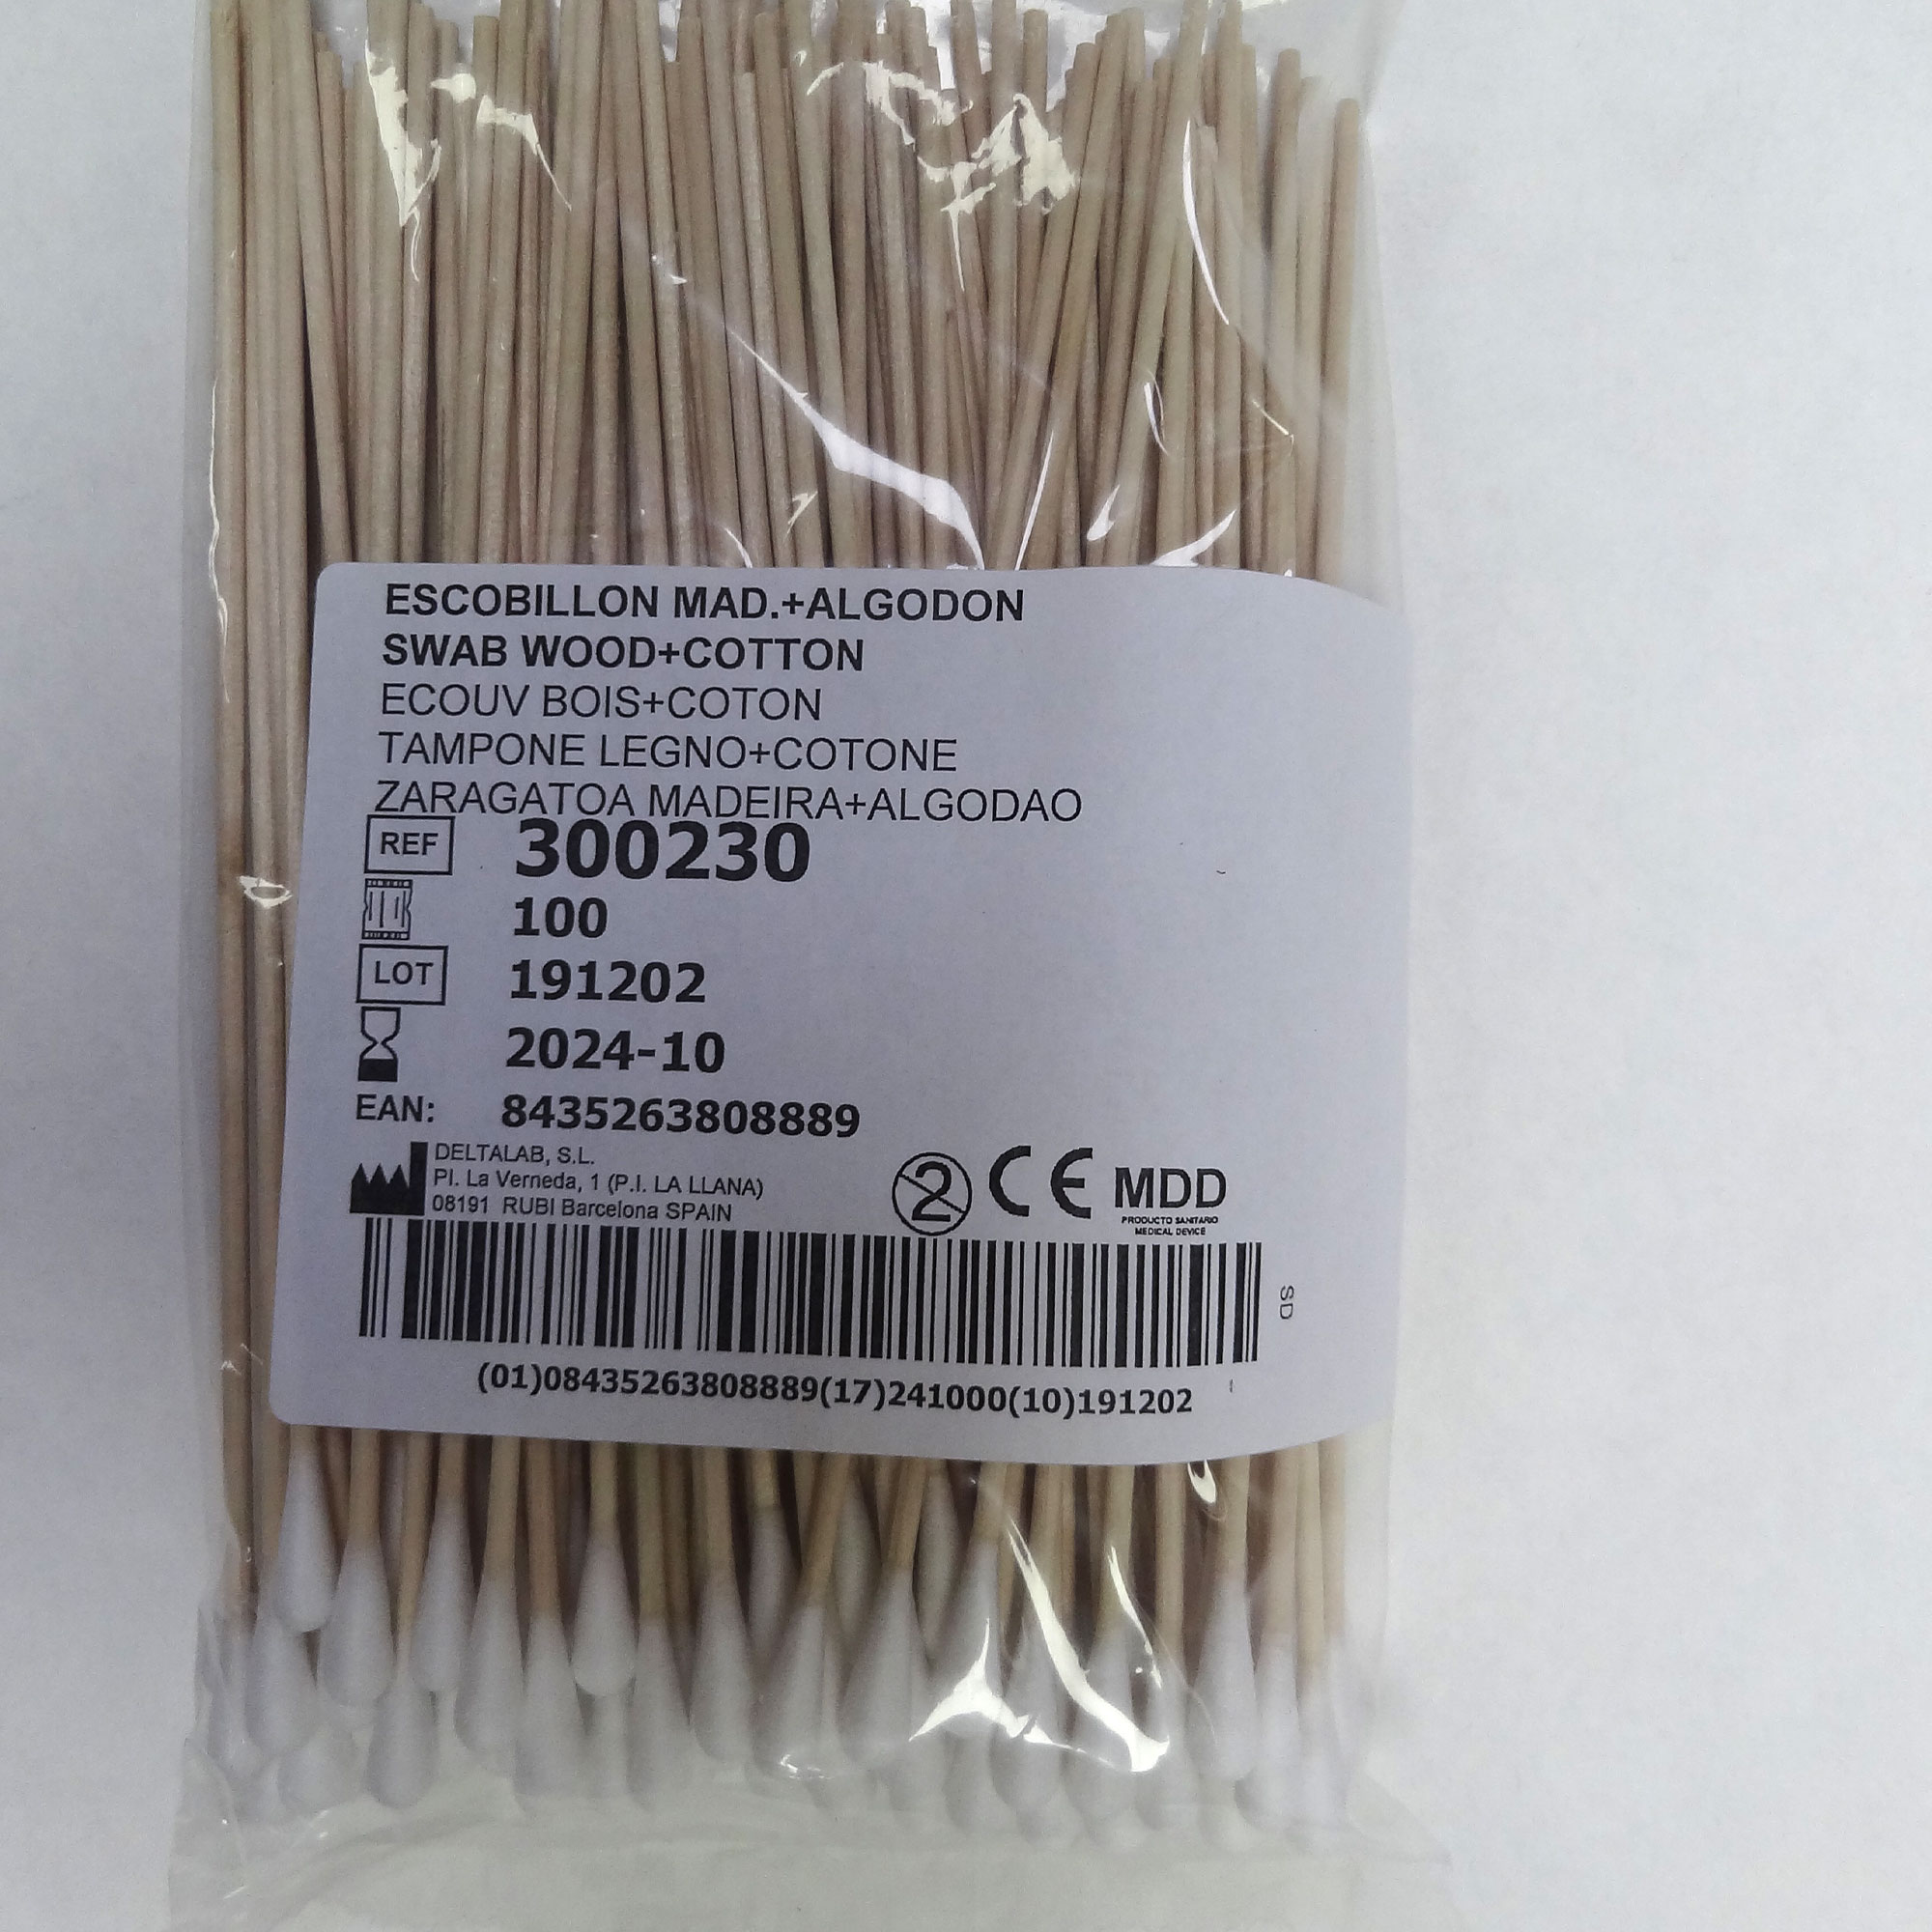 ESCOBILLON MAD.+ALGODON
SWAB WOOD+COTTON
ECOUV BOIS+COTON
TAMPONE LEGNO+COTONE
ZARAGATOA MADEIRA+ALGODAO
REF 300230
100
LOT 191202
2024-10
EAN: 8435263808889
DELTALAB, S.L.
Pl. La Verneda, 1 (P.I. LA LLANA)
08191 RUBI Barcelona SPAIN
2 CE MDD
PRODUCTO SANITARIO
MEDICAL DEVICE
SD
(01)08435263808889(17)241000(10)191202